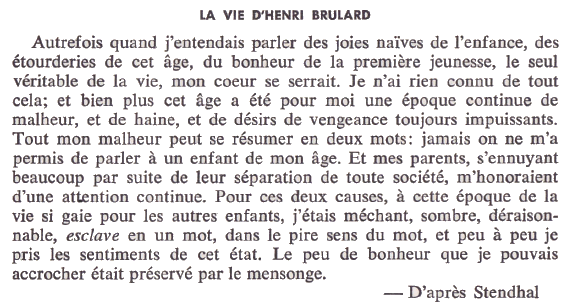 LA VIE D'HENRI BRULARD
Autrefois quand j'entendais parler des joies naïves de l'enfance, des
étourderies de cet âge, du bonheur de la première jeunesse, le seul
véritable de la vie, mon coeur se serrait. Je n'ai rien connu de tout
cela; et bien plus cet âge a été pour moi une époque continue de
malheur, et de haine, et de désirs de vengeance toujours impuissants.
Tout mon malheur peut se résumer en deux mots: jamais on ne m'a
permis de parler à un enfant de mon âge. Et mes parents, s'ennuyant
beaucoup par suite de leur séparation de toute société, m'honoraient
d'une attention continue. Pour ces deux causes, à cette époque de la
vie si gaie pour les autres enfants, j'étais méchant, sombre, déraison-
nable, esclave en un mot, dans le pire sens du mot, et peu à peu je
pris les sentiments de cet état. Le peu de bonheur que je pouvais
accrocher était préservé par le mensonge.
— D'après Stendhal